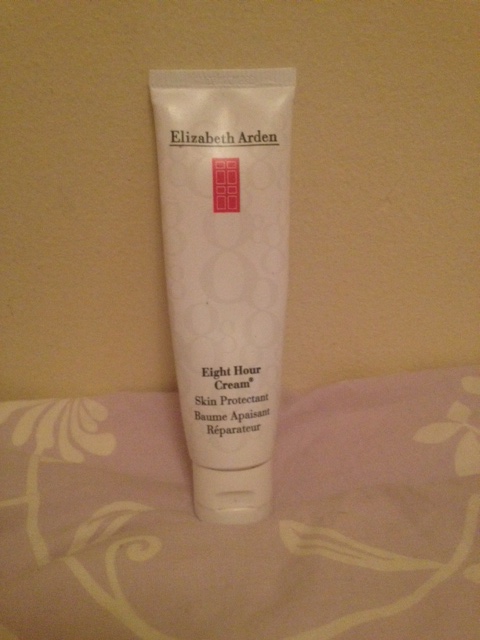 Elizabeth Arden
Eight Hour
Cream®
Skin Protectant
Baume Apaisant
Réparateur